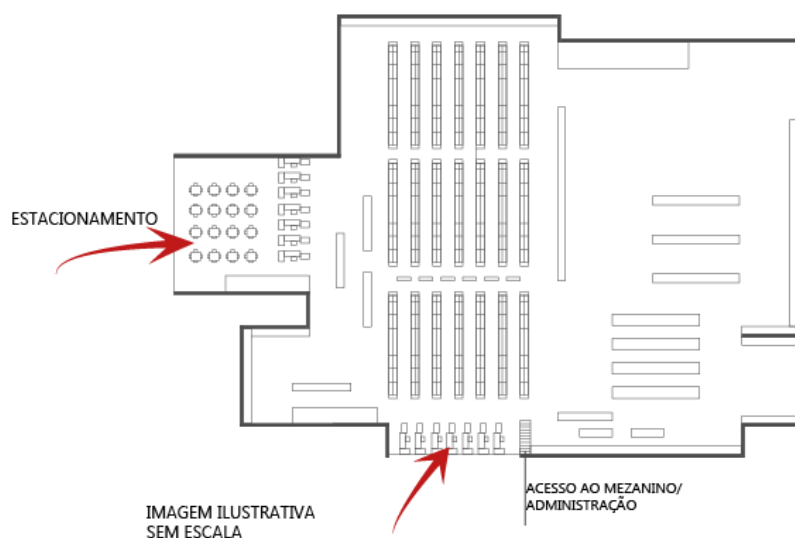 ESTACIONAMENTO
ACESSO AO MEZANINO/
ADMINISTRAÇÃO
IMAGEM ILUSTRATIVA
SEM ESCALA